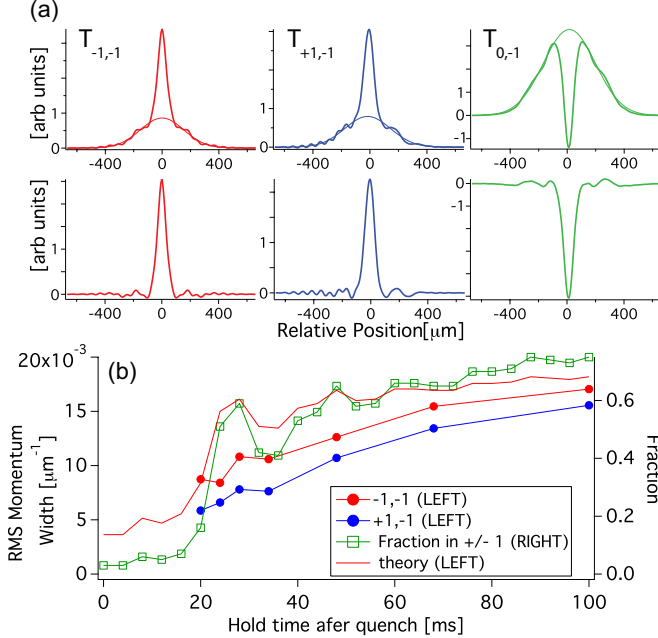 (a)
T-1,-1
T+1,-1
T0,-1
[arb units]
1
1
1
0
-1
-400 0 400
-400 0 400
-400 0 400
[arb units]
1
1
0
-1
-400 0 400
-400 0 400
-400 0 400
Relative Position[μm]
(b)
RMS Momentum
Width [μm-1]
20x10-3
15
10
5
0
Fraction
0.6
0.4
0.2
0.0
-1,-1 (LEFT)
+1,-1 (LEFT)
Fraction in +/- 1 (RIGHT)
theory (LEFT)
0 20 40 60 80 100
Hold time afer quench [ms]